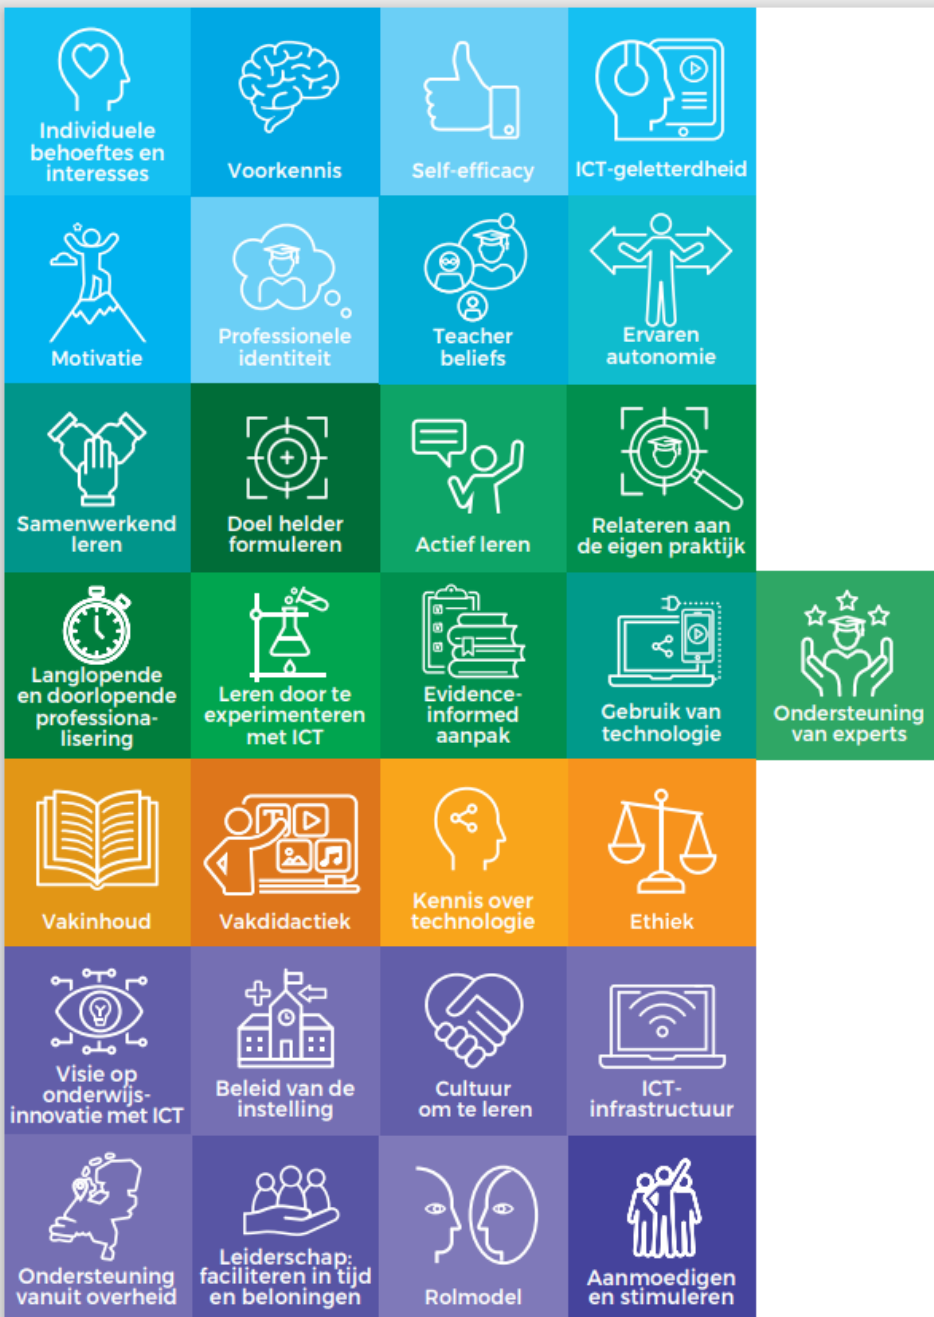 Individuele
behoeftes en
interesses
Voorkennis
Self-efficacy
ICT-geletterdheid
Motivatie
Professionele
identiteit
Teacher
beliefs
Ervaren
autonomie
Samenwerkend
leren
Doel helder
formuleren
Actief leren
Relateren aan
de eigen praktijk
Langlopende
en doorlopende
professiona-
lisering
Leren door te
experimenteren
met ICT
Evidence-
informed
aanpak
Gebruik van
technologie
Ondersteuning
van experts
Vakinhoud
Vakdidactiek
Kennis over
technologie
Ethiek
Visie op
onderwijs-
innovatie met ICT
Beleid van de
instelling
Cultuur
om te leren
ICT-
infrastructuur
Ondersteuning
vanuit overheid
Leiderschap:
faciliteren in tijd
en beloningen
Rolmodel
Aanmoedigen
en stimuleren